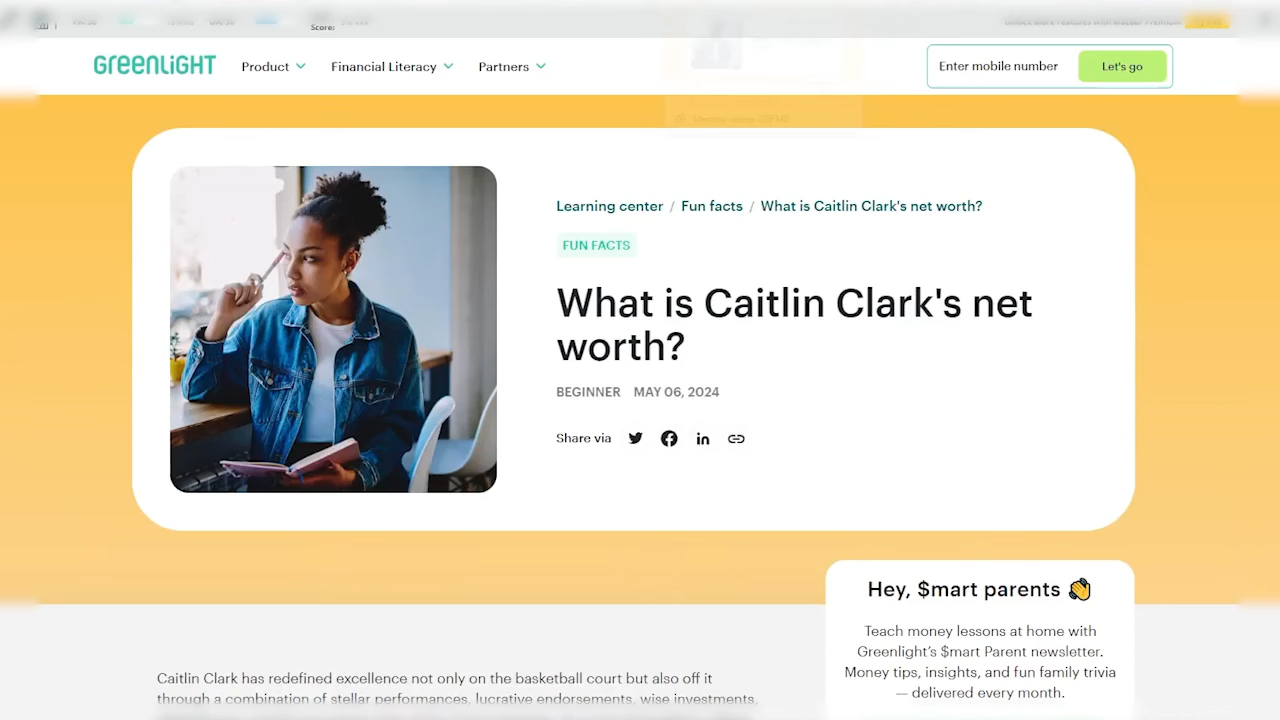 Score:
GREENLIGHT
Product
Financial Literacy
Partners
Enter mobile number
Let's go
Learning center / Fun facts / What is Caitlin Clark's net worth?
FUN FACTS
What is Caitlin Clark's net
worth?
BEGINNER MAY 06, 2024
Share via
Hey, $mart parents
Teach money lessons at home with
Greenlight's $mart Parent newsletter.
Money tips, insights, and fun family trivia
— delivered every month.
Caitlin Clark has redefined excellence not only on the basketball court but also off it
through a combination of stellar performances, lucrative endorsements, wise investments,